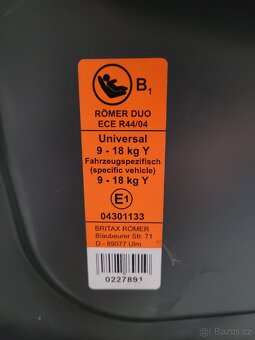 B1
RÖMER DUO
ECE R44/04
Universal
9 - 18 kg Y
Fahrzeugspezifisch
(specific vehicle)
9 - 18 kg Y
E1
04301133
BRITAX RÖMER
Blaubeurer Str. 71
D - 89077 Ulm
0227891
Bazoš.cz